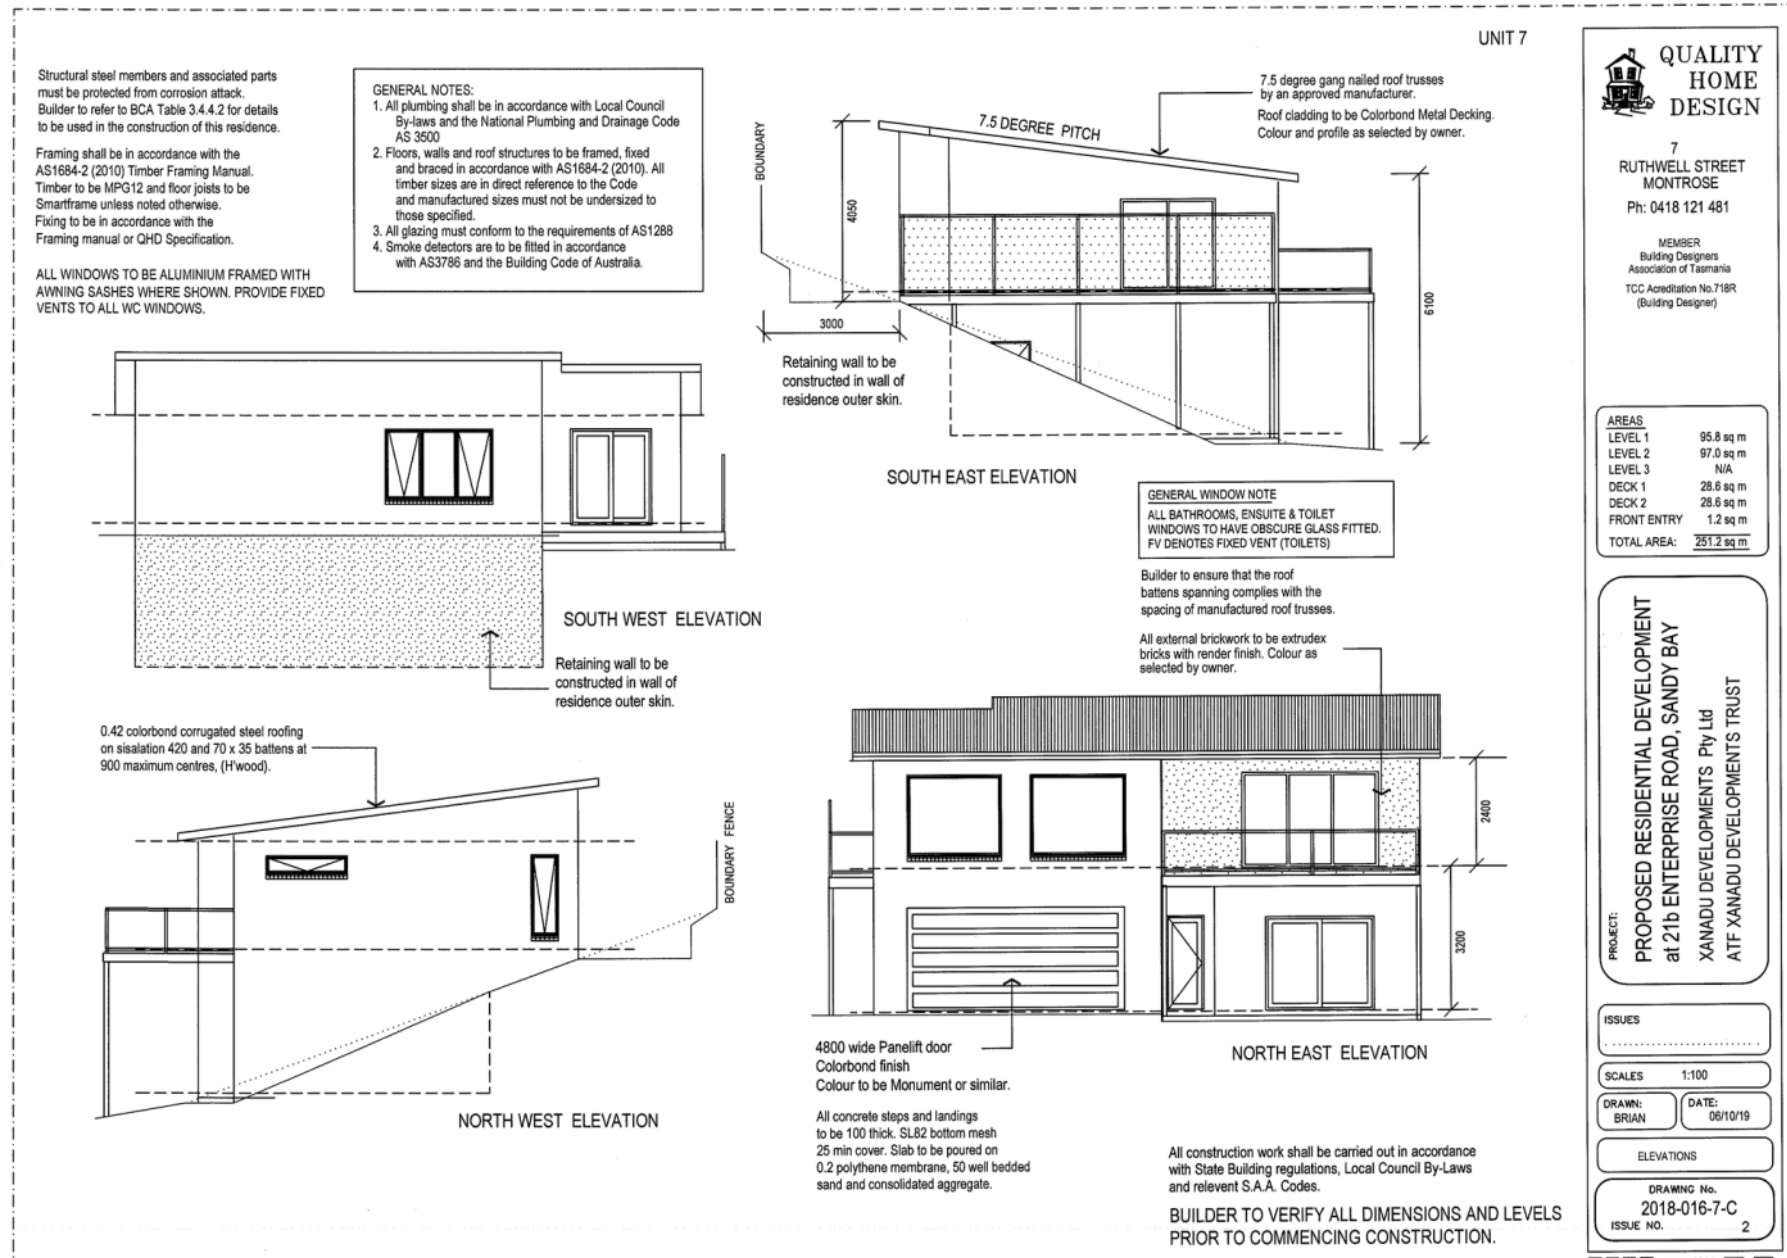 UNIT 7
Structural steel members and associated parts
must be protected from corrosion attack.
Builder to refer to BCA Table 3.4.4.2 for details
to be used in the construction of this residence.
Framing shall be in accordance with the
AS1684-2 (2010) Timber Framing Manual.
Timber to be MPG12 and floor joists to be
Smartframe unless noted otherwise.
Fixing to be in accordance with the
Framing manual or QHD Specification.
ALL WINDOWS TO BE ALUMINIUM FRAMED WITH
AWNING SASHES WHERE SHOWN. PROVIDE FIXED
VENTS TO ALL WC WINDOWS.
GENERAL NOTES:
1. All plumbing shall be in accordance with Local Council
By-laws and the National Plumbing and Drainage Code
AS 3500
2. Floors, walls and roof structures to be framed, fixed
and braced in accordance with AS1684-2 (2010). All
timber sizes are in direct reference to the Code
and manufactured sizes must not be undersized to
those specified.
3. All glazing must conform to the requirements of AS1288
4. Smoke detectors are to be fitted in accordance
with AS3786 and the Building Code of Australia.
7.5 degree gang nailed roof trusses
by an approved manufacturer.
Roof cladding to be Colorbond Metal Decking.
Colour and profile as selected by owner.
7.5 DEGREE PITCH
BOUNDARY
4050
3000
6100
Retaining wall to be
constructed in wall of
residence outer skin.
SOUTH EAST ELEVATION
GENERAL WINDOW NOTE
ALL BATHROOMS, ENSUITE & TOILET
WINDOWS TO HAVE OBSCURE GLASS FITTED.
FV DENOTES FIXED VENT (TOILETS)
Builder to ensure that the roof
battens spanning complies with the
spacing of manufactured roof trusses.
All external brickwork to be extrudex
bricks with render finish. Colour as
selected by owner.
SOUTH WEST ELEVATION
Retaining wall to be
constructed in wall of
residence outer skin.
0.42 colorbond corrugated steel roofing
on sisalation 420 and 70 x 35 battens at
900 maximum centres, (H'wood).
BOUNDARY FENCE
NORTH WEST ELEVATION
2400
3200
4800 wide Panelift door
Colorbond finish
Colour to be Monument or similar.
NORTH EAST ELEVATION
All concrete steps and landings
to be 100 thick. SL82 bottom mesh
25 min cover. Slab to be poured on
0.2 polythene membrane, 50 well bedded
sand and consolidated aggregate.
All construction work shall be carried out in accordance
with State Building regulations, Local Council By-Laws
and relevent S.A.A. Codes.
BUILDER TO VERIFY ALL DIMENSIONS AND LEVELS
PRIOR TO COMMENCING CONSTRUCTION.
QUALITY
HOME
DESIGN
7
RUTHWELL STREET
MONTROSE
Ph: 0418 121 481
MEMBER
Building Designers
Association of Tasmania
TCC Acreditation No.718R
(Building Designer)
AREAS
LEVEL 1 95.8 sq m
LEVEL 2 97.0 sq m
LEVEL 3 N/A
DECK 1 28.6 sq m
DECK 2 28.6 sq m
FRONT ENTRY 1.2 sq m
TOTAL AREA: 251.2 sq m
PROJECT:
PROPOSED RESIDENTIAL DEVELOPMENT
at 21b ENTERPRISE ROAD, SANDY BAY
XANADU DEVELOPMENTS Pty Ltd
ATF XANADU DEVELOPMENTS TRUST
ISSUES
SCALES 1:100
DRAWN: BRIAN
DATE: 06/10/19
ELEVATIONS
DRAWING No.
2018-016-7-C
ISSUE NO. 2